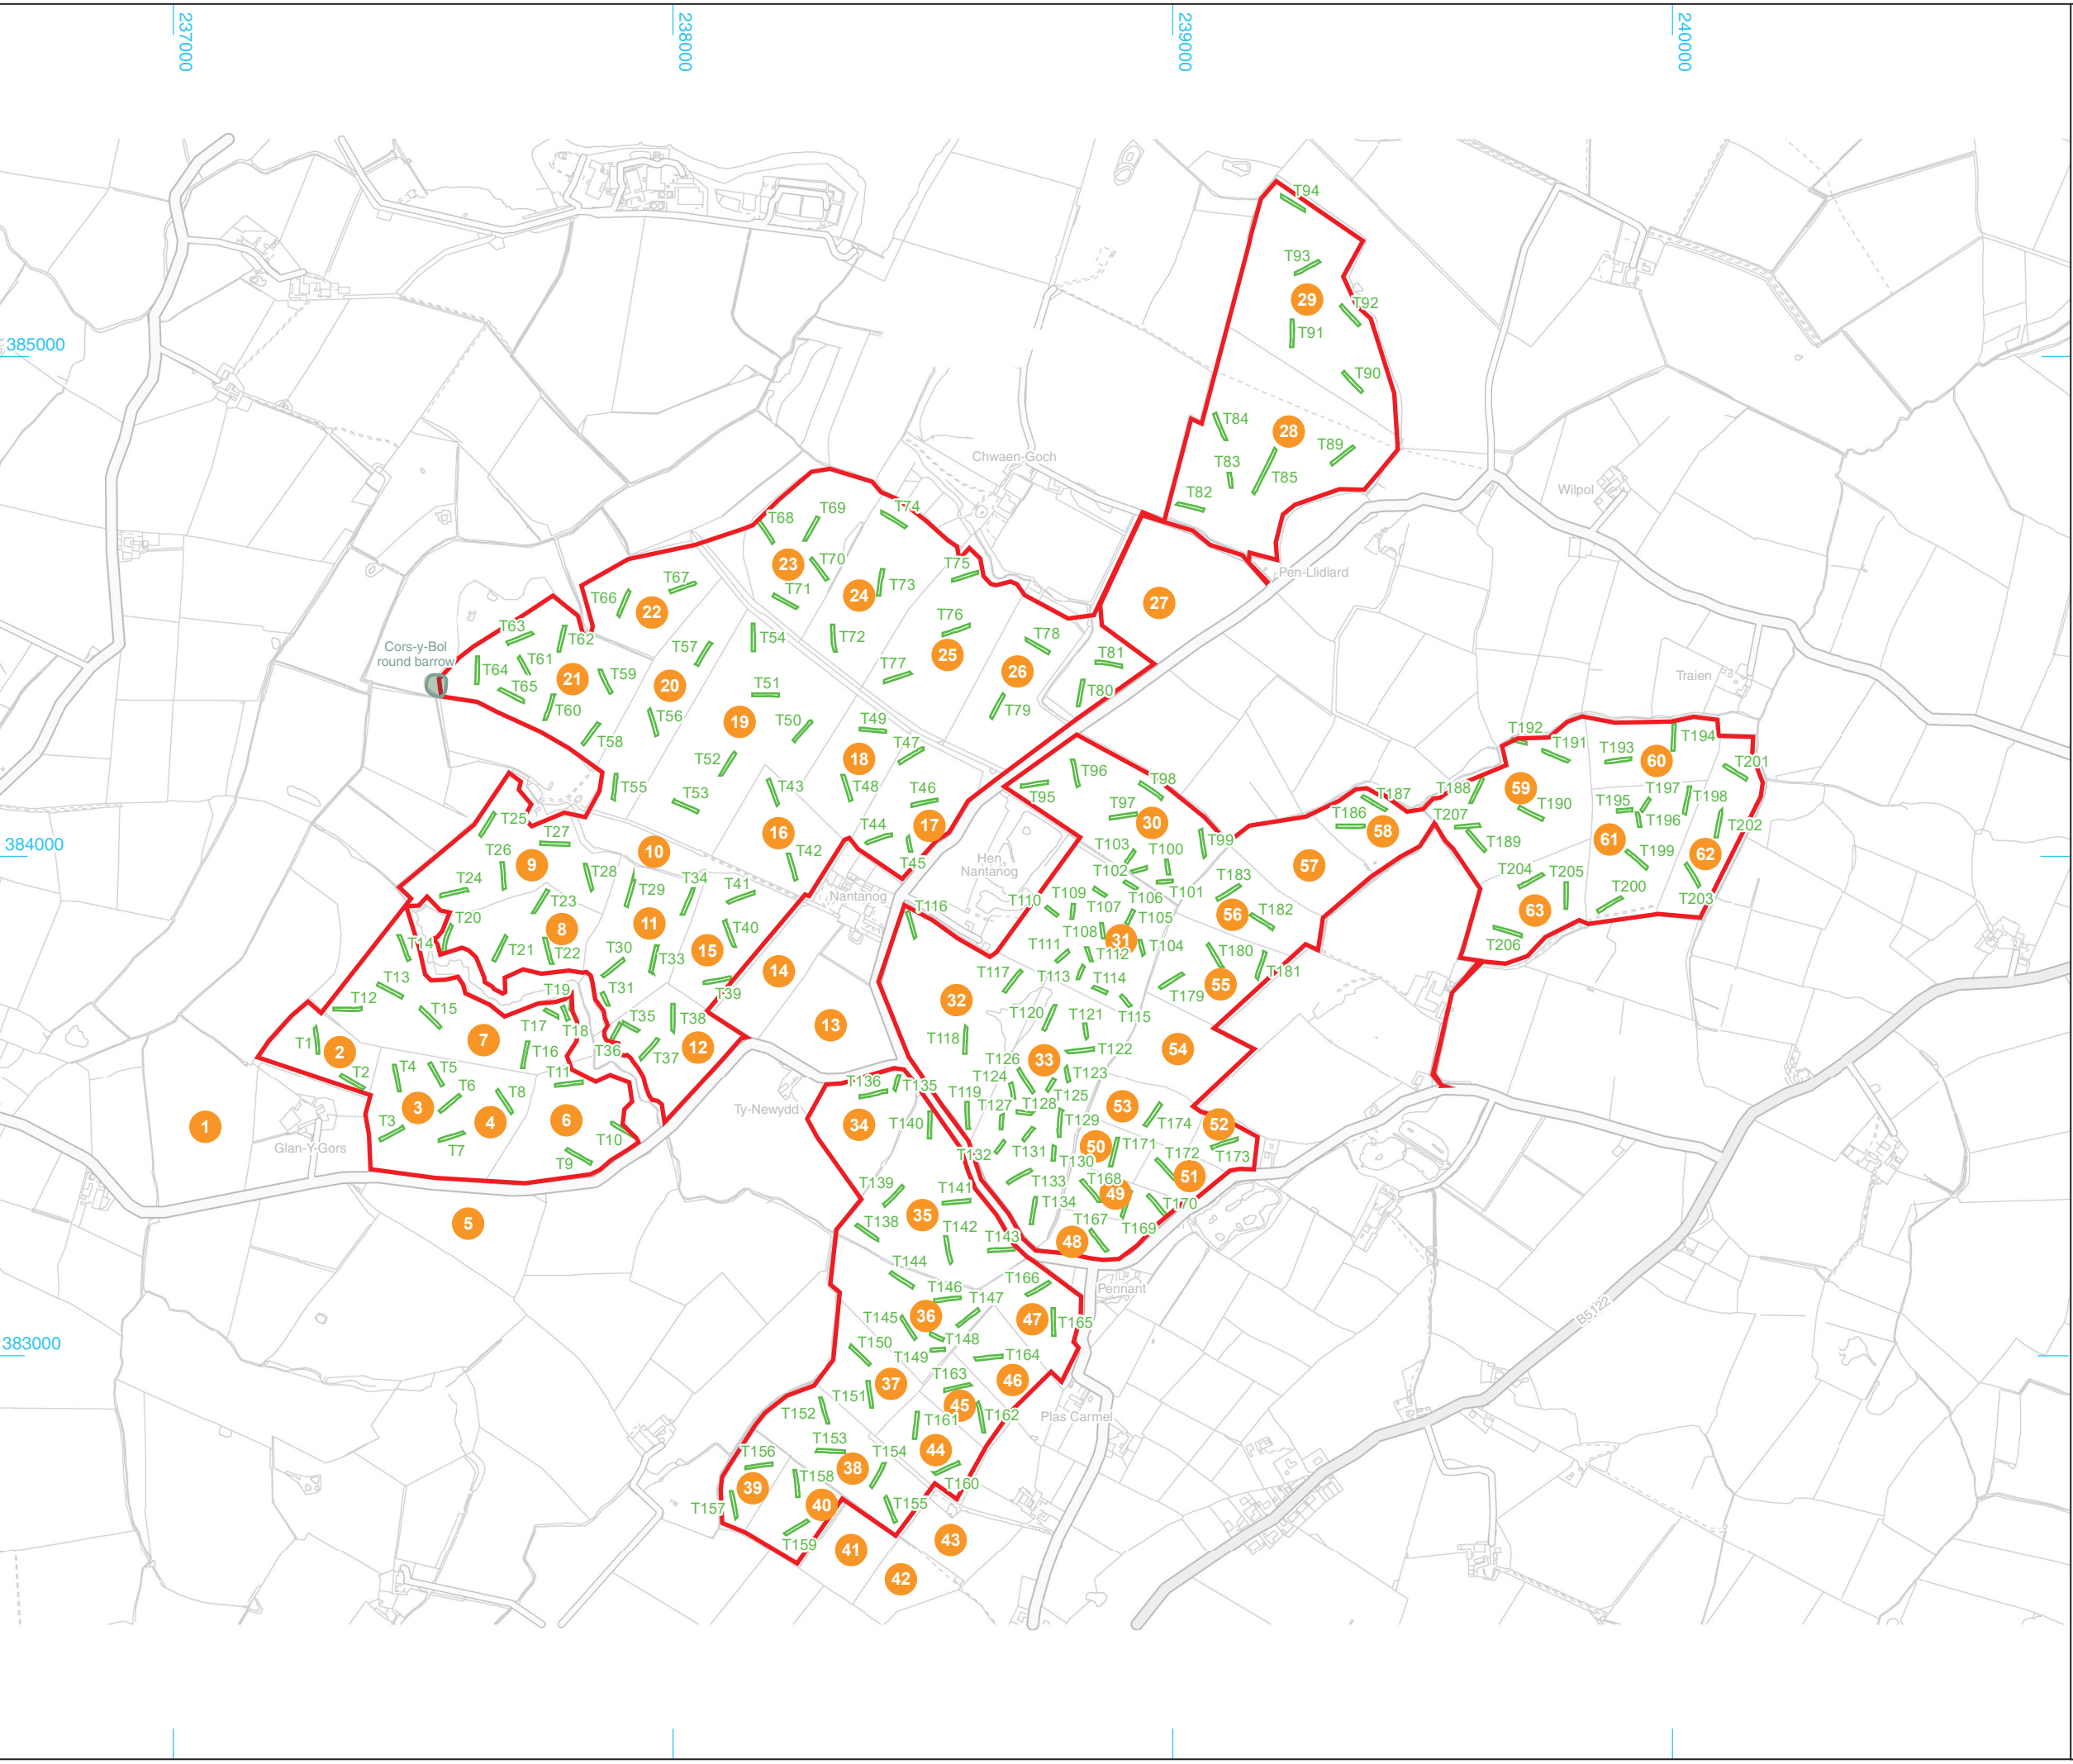 237000
238000
239000
240000
T94
T93
29
T92
385000
T91
T90
T84
28
T89
Chwaen-Goch
T83
T85
Wilpol
T82
T69
T74
T68
23
T70
T75
Pen-Llidiard
T67
T71
24
T73
T66
22
27
T76
T63
T62
T54
T72
T78
Cors-y-Bol
round barrow
T61
T57
25
T81
T64
21
T59
20
T77
26
Traien
T65
T51
T80
T60
T56
19
T50
T49
T79
T192
T58
T47
T191
T193
T194
T52
18
60
T201
T55
T43
T48
T46
T96
T98
T188
59
T197
T198
T53
T95
T187
T97
T190
T195
T25
17
30
T186
58
T207
T196
T202
T27
16
T44
384000
T26
10
T42
T45
Hen
Nantanog
T103
T100
T99
T189
61
T199
62
9
T28
T102
57
T204
T205
T24
T29
T34
T41
Nantanog
T109
T106
T101
T183
T200
T203
T23
T110
T107
T105
56
T182
63
T20
8
11
T40
T116
T108
31
T104
T206
T14
T21
T22
T30
T33
15
T111
T112
T180
T181
T13
14
T117
T113
T114
55
T12
T19
T31
T39
32
T179
T15
T17
T18
T35
T38
13
T120
T121
T115
T1
2
7
T16
T36
T37
12
T118
33
T122
54
T2
T4
T5
T11
T126
T123
T6
T8
T136
T135
T124
T125
3
T119
T128
53
1
4
6
Ty-Newydd
34
T140
T127
T129
T174
52
T3
T10
Glan-Y-Gors
T7
T9
T132
T131
T130
50
T171
T172
T173
T139
T141
T133
T168
49
51
5
35
T134
T170
T138
T142
T167
T169
T143
48
T144
T166
Pennant
T146
T147
B5122
T145
36
47
T165
383000
T150
T148
T149
T164
T163
37
46
T151
T152
45
T161
T162
Plas Carmel
T153
T156
T154
44
T158
38
39
T160
T157
40
T155
T159
41
43
42